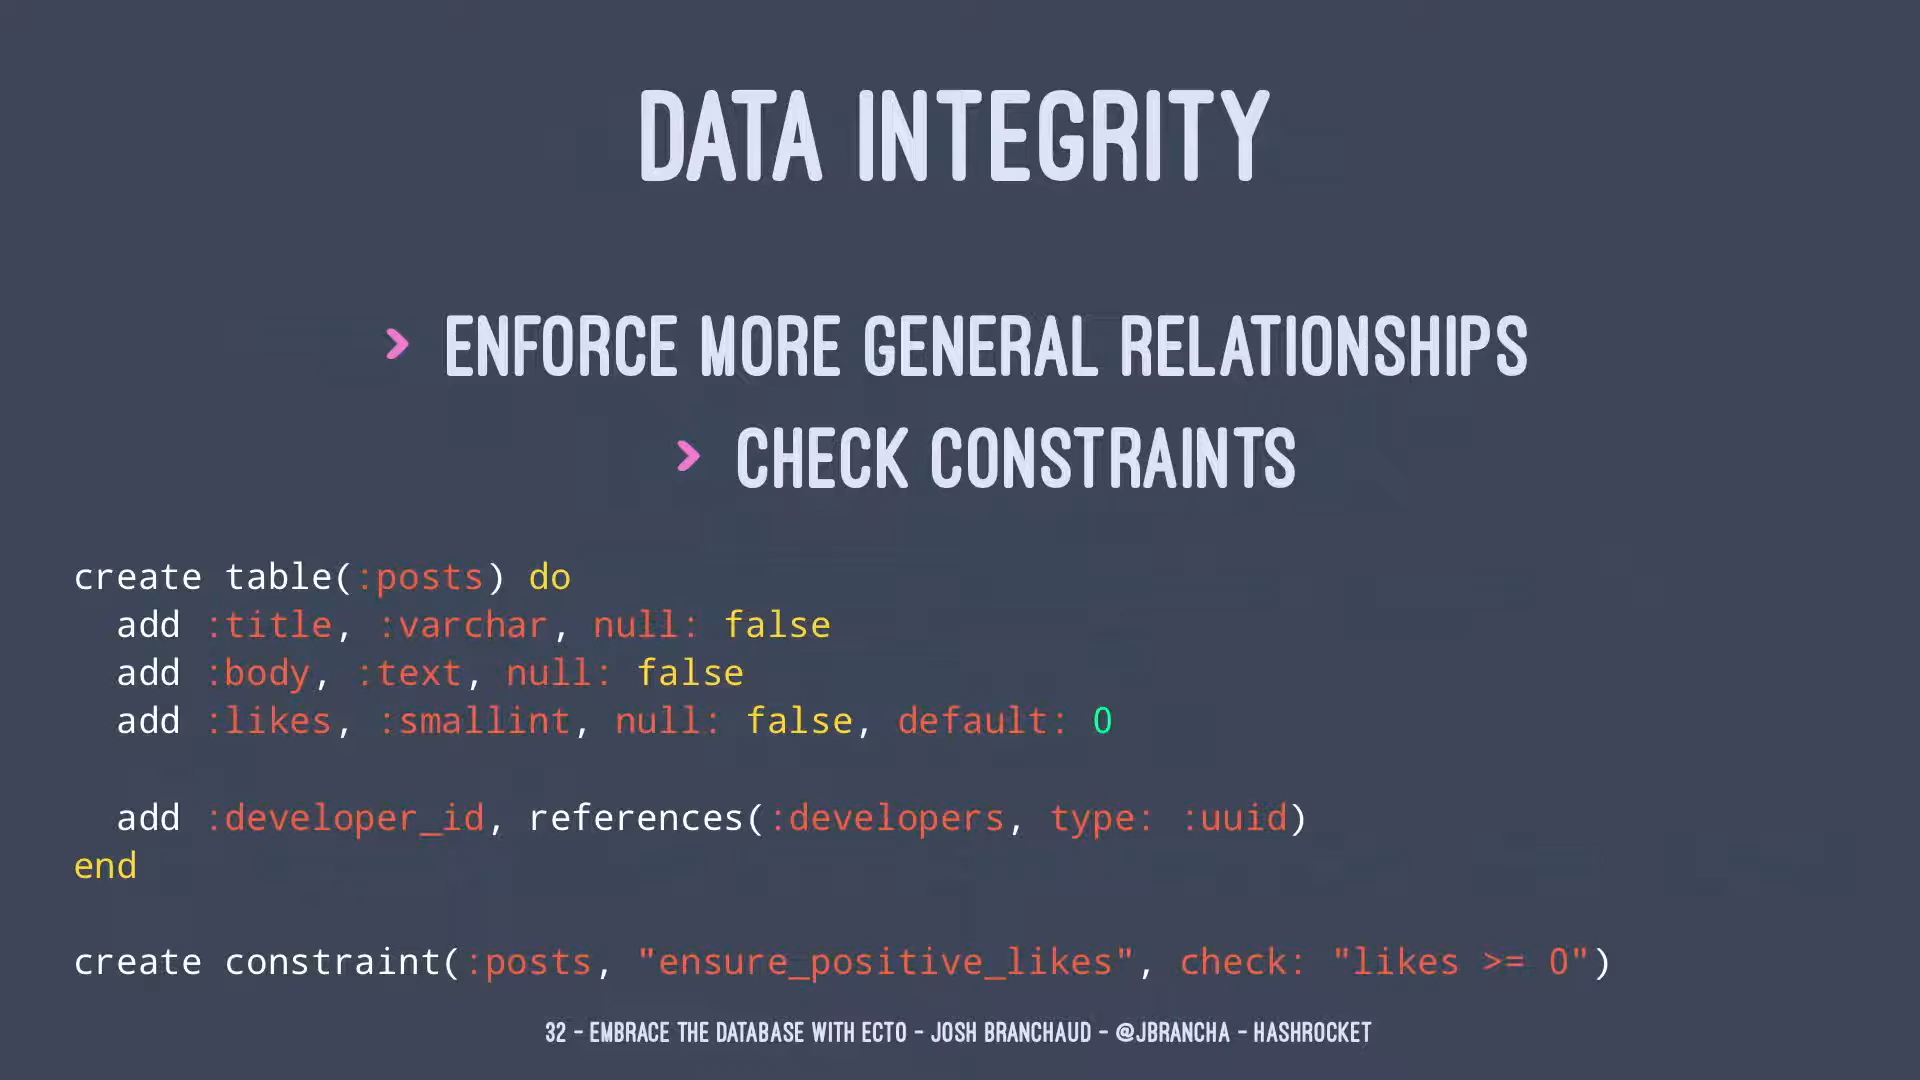 DATA INTEGRITY
> ENFORCE MORE GENERAL RELATIONSHIPS
> CHECK CONSTRAINTS
create table(:posts) do
  add :title, :varchar, null: false
  add :body, :text, null: false
  add :likes, :smallint, null: false, default: 0
  add :developer_id, references(:developers, type: :uuid)
end
create constraint(:posts, "ensure_positive_likes", check: "likes >= 0")
32 - EMBRACE THE DATABASE WITH ECTO - JOSH BRANCHAUD - @JBRANCHA - HASHROCKET